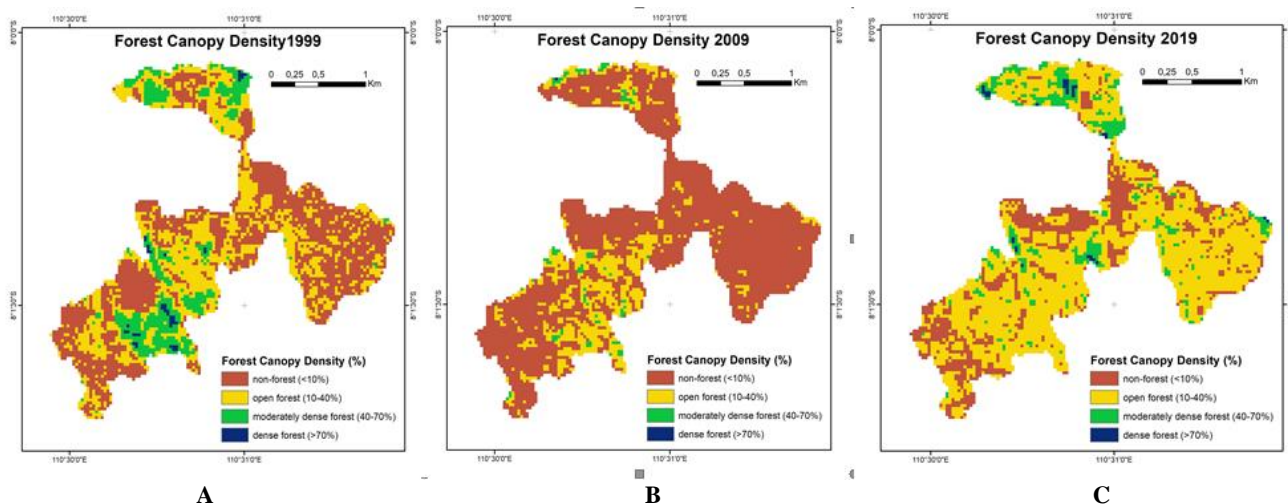 110°30'0"E 110°31'0"E
8°0'0"S
Forest Canopy Density1999
0 0,25 0,5 1
Km
8°1'30"S
Forest Canopy Density (%)
non-forest (<10%)
open forest (10-40%)
moderately dense forest (40-70%)
dense forest (>70%)
110°30'0"E 110°31'0"E
A
110°30'0"E 110°31'0"E
8°0'0"S
Forest Canopy Density 2009
0 0,25 0,5 1
Km
8°1'30"S
Forest Canopy Density (%)
non-forest (<10%)
open forest (10-40%)
moderately dense forest (40-70%)
dense forest (>70%)
110°30'0"E 110°31'0"E
B
110°30'0"E 110°31'0"E
8°0'0"S
Forest Canopy Density 2019
0 0,25 0,5 1
Km
8°1'30"S
Forest Canopy Density (%)
non-forest (<10%)
open forest (10-40%)
moderately dense forest (40-70%)
dense forest (>70%)
110°30'0"E 110°31'0"E
C